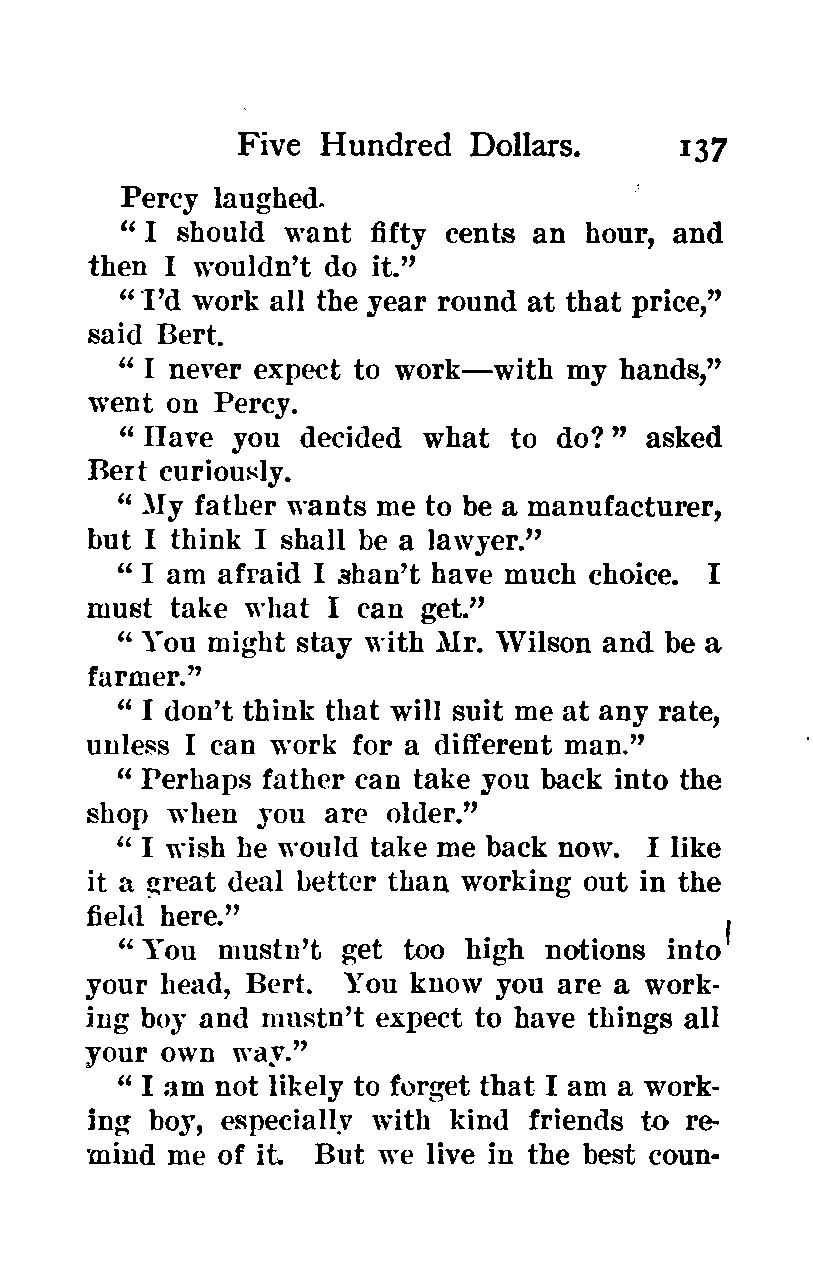 Five Hundred Dollars. 137
Percy laughed.
“ I should want fifty cents an hour, and
then I wouldn’t do it.”
“ I’d work all the year round at that price,”
said Bert.
“ I never expect to work—with my hands,”
went on Percy.
“ Have you decided what to do? ” asked
Bert curiously.
“ My father wants me to be a manufacturer,
but I think I shall be a lawyer.”
“ I am afraid I shan’t have much choice. I
must take what I can get.”
“ You might stay with Mr. Wilson and be a
farmer.”
“ I don’t think that will suit me at any rate,
unless I can work for a different man.”
“ Perhaps father can take you back into the
shop when you are older.”
“ I wish he would take me back now. I like
it a great deal better than working out in the
field here.”
“ You mustn’t get too high notions into
your head, Bert. You know you are a work-
ing boy and mustn’t expect to have things all
your own way.”
“ I am not likely to forget that I am a work-
ing boy, especially with kind friends to re-
mind me of it. But we live in the best coun-